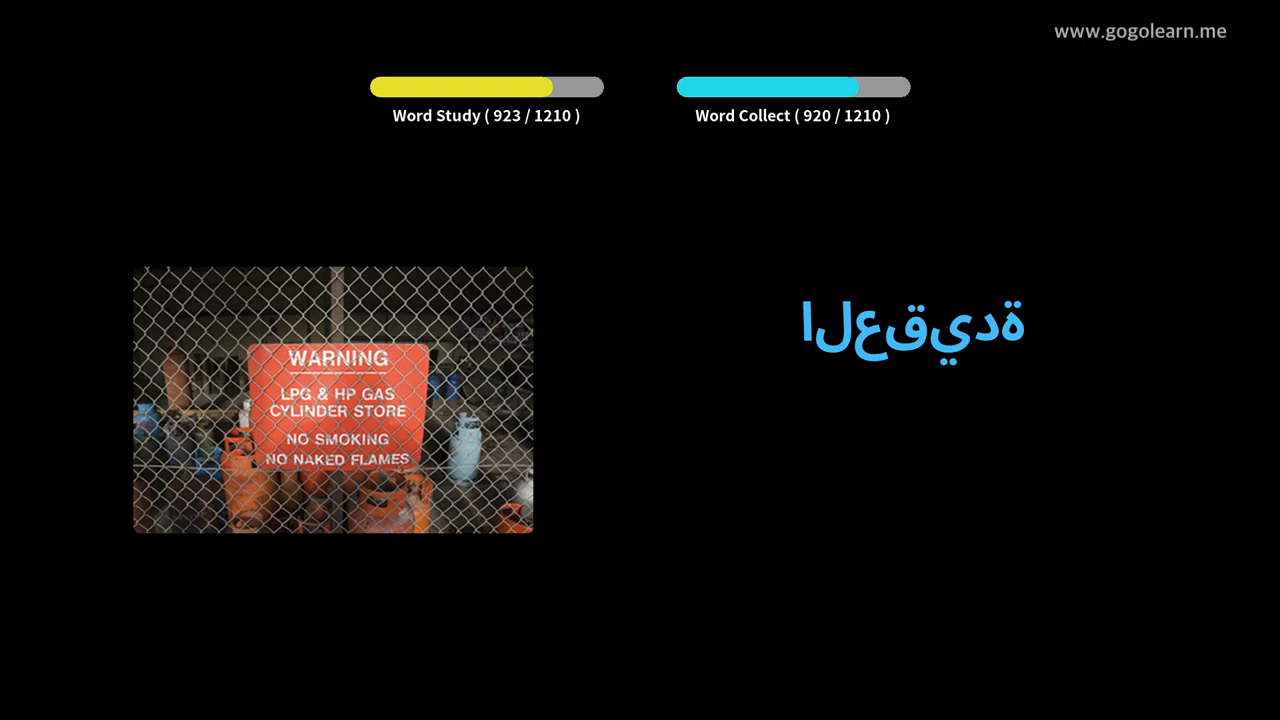 www.gogolearn.me
Word Study ( 923 / 1210 )
Word Collect ( 920 / 1210 )
WARNING
LPG & HP GAS
CYLINDER STORE
NO SMOKING
NO NAKED FLAMES
العقيدة